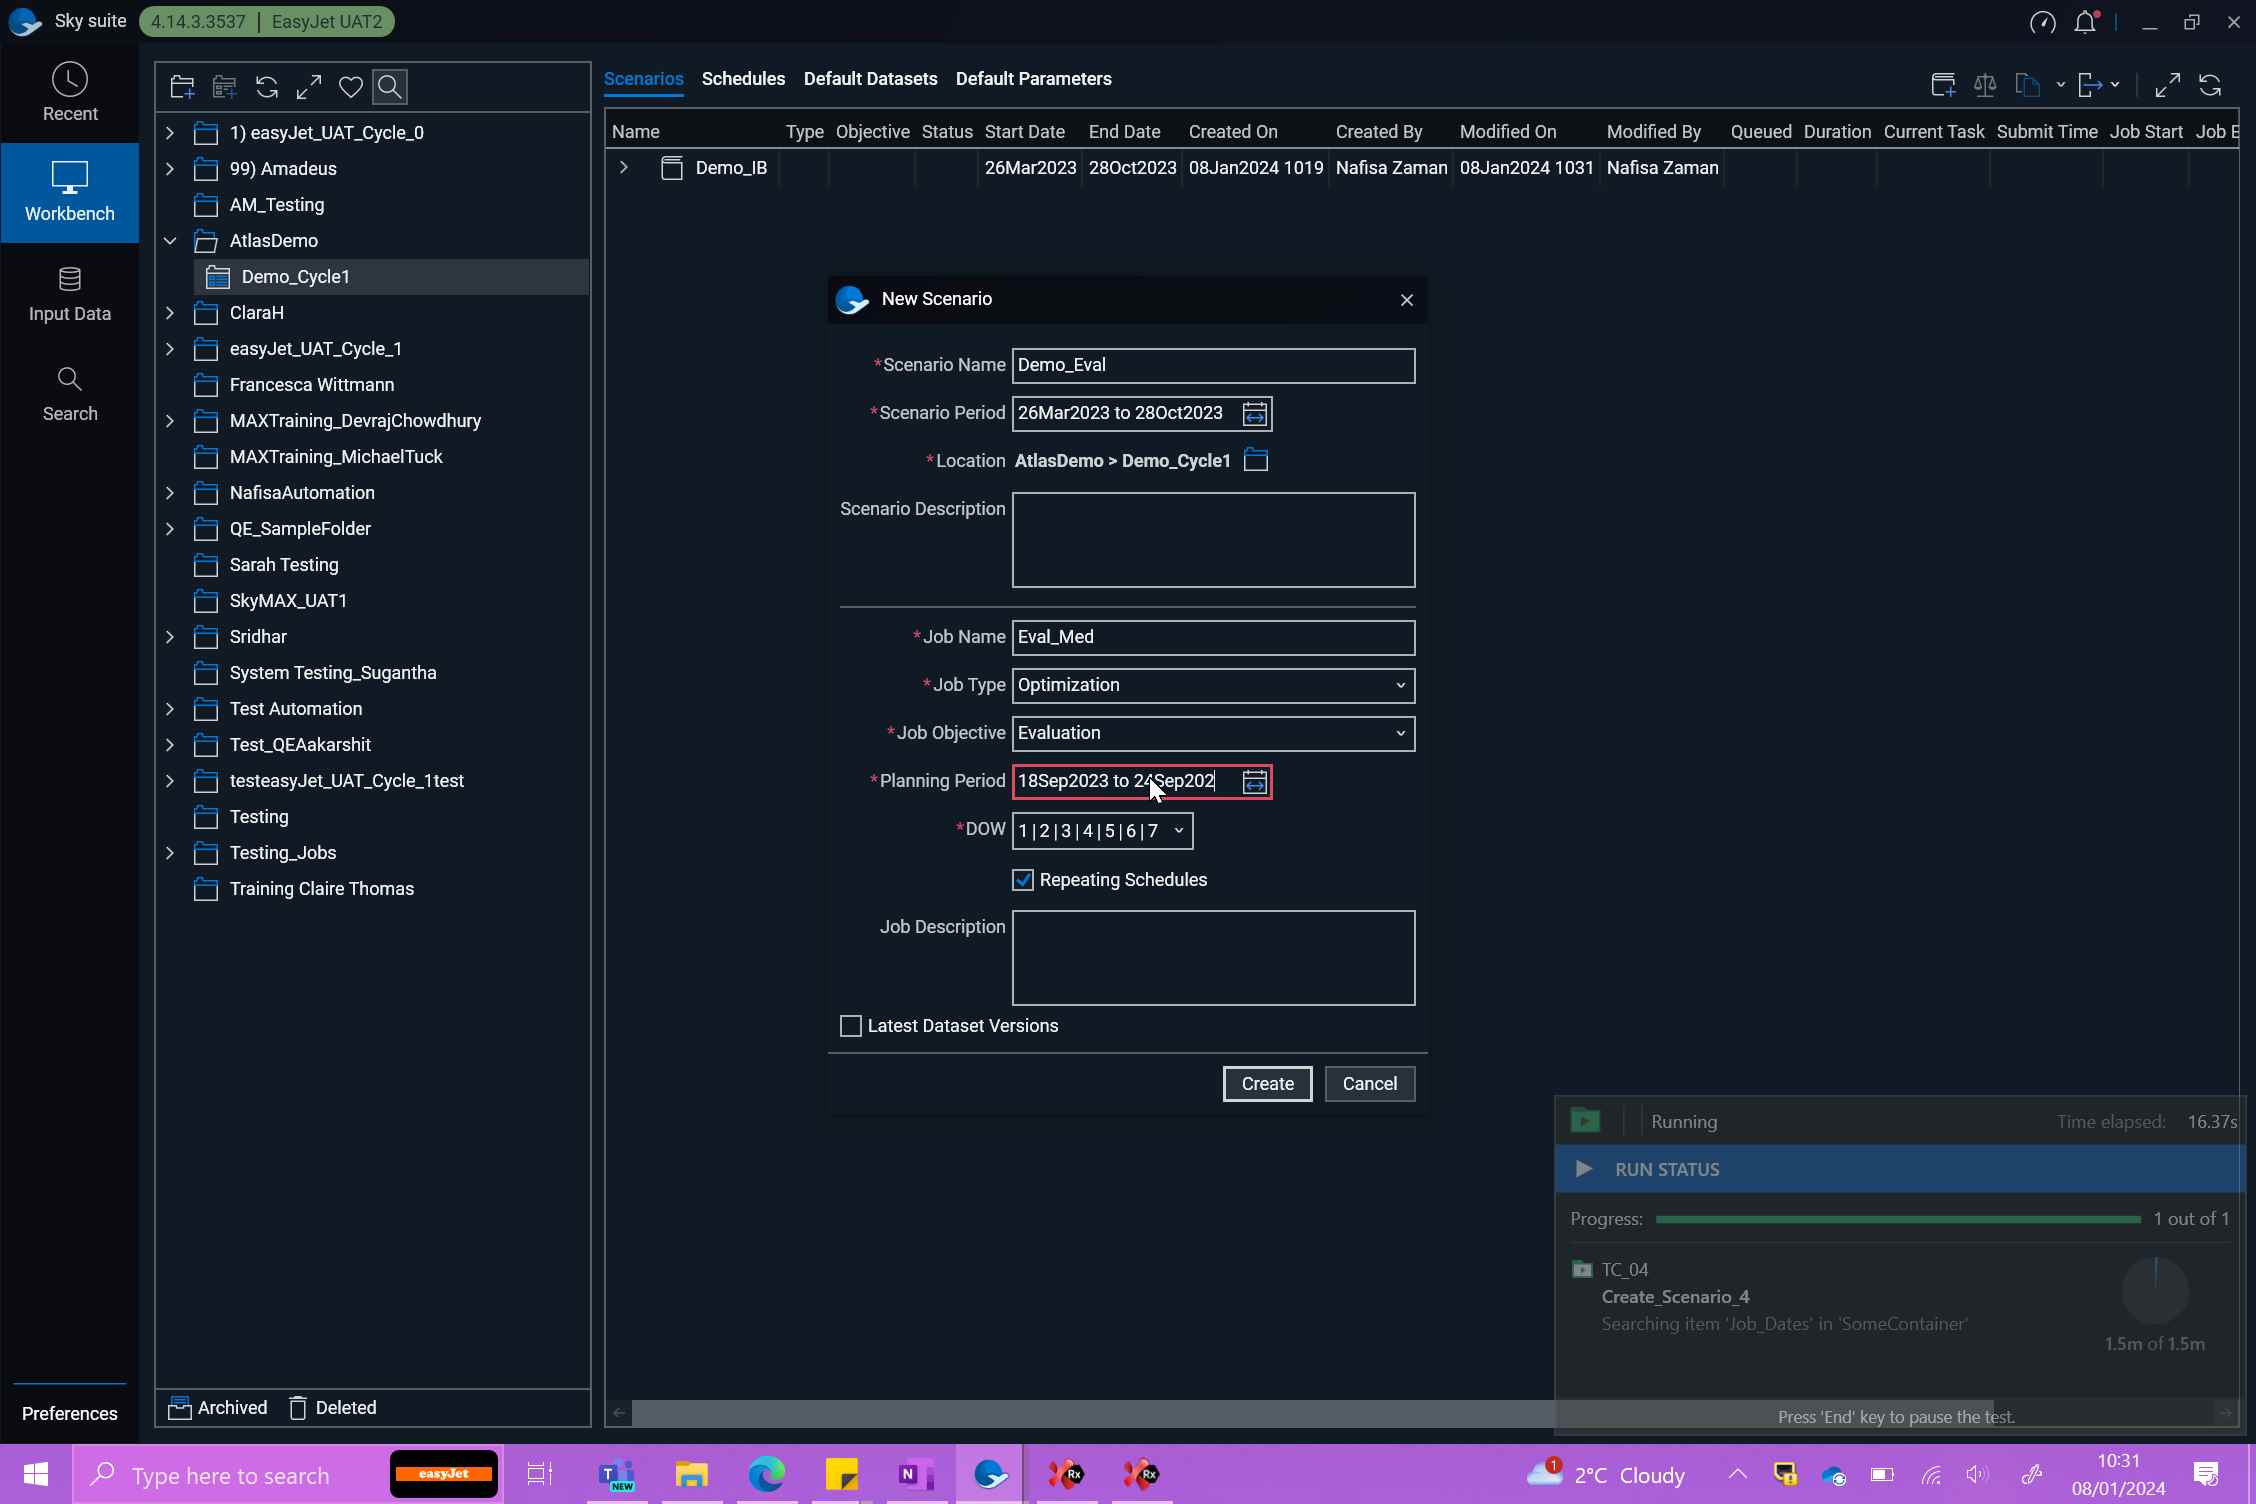 Sky suite 4.14.3.3537 | EasyJet UAT2
Recent
Workbench
Input Data
Search
Preferences
1) easyJet_UAT_Cycle_0
99) Amadeus
AM_Testing
AtlasDemo
Demo_Cycle1
ClaraH
easyJet_UAT_Cycle_1
Francesca Wittmann
MAXTraining_DevrajChowdhury
MAXTraining_MichaelTuck
NafisaAutomation
QE_SampleFolder
Sarah Testing
SkyMAX_UAT1
Sridhar
System Testing_Sugantha
Test Automation
Test_QEAakarshit
testeasyJet_UAT_Cycle_1test
Testing
Testing_Jobs
Training Claire Thomas
Archived Deleted
Scenarios Schedules Default Datasets Default Parameters
Name Type Objective Status Start Date End Date Created On Created By Modified On Modified By Queued Duration Current Task Submit Time Job Start Job E
Demo_IB 26Mar2023 28Oct2023 08Jan2024 1019 Nafisa Zaman 08Jan2024 1031 Nafisa Zaman
New Scenario
*Scenario Name Demo_Eval
*Scenario Period 26Mar2023 to 28Oct2023
*Location AtlasDemo > Demo_Cycle1
Scenario Description
*Job Name Eval_Med
*Job Type Optimization
*Job Objective Evaluation
*Planning Period 18Sep2023 to 24Sep202
*DOW 1|2|3|4|5|6|7
Repeating Schedules
Job Description
Latest Dataset Versions
Create Cancel
Running Time elapsed: 16.37s
RUN STATUS
Progress: 1 out of 1
TC_04
Create_Scenario_4
Searching item 'Job_Dates' in 'SomeContainer'
1.5m of 1.5m
Press 'End' key to pause the test.
Type here to search easyJet T NEW N Rx Rx 1 2°C Cloudy 10:31
08/01/2024